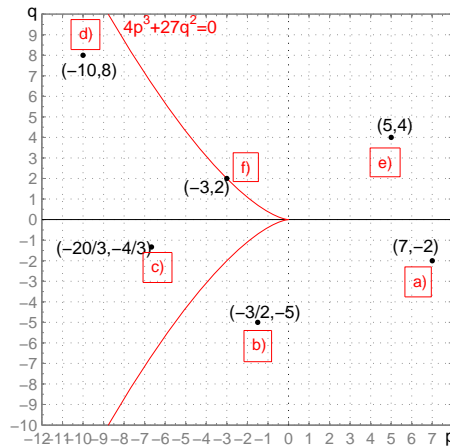 q
4p³+27q²=0
9
d)
8
(−10,8)
7
6
5
(5,4)
4
e)
3
f)
2
(−3,2)
1
0
(−20/3,−4/3)
(7,−2)
−1
−2
c)
a)
−3
−4
(−3/2,−5)
−5
−6
b)
−7
−8
−9
−10
−12 −11 −10 −9 −8 −7 −6 −5 −4 −3 −2 −1 0 1 2 3 4 5 6 7 p